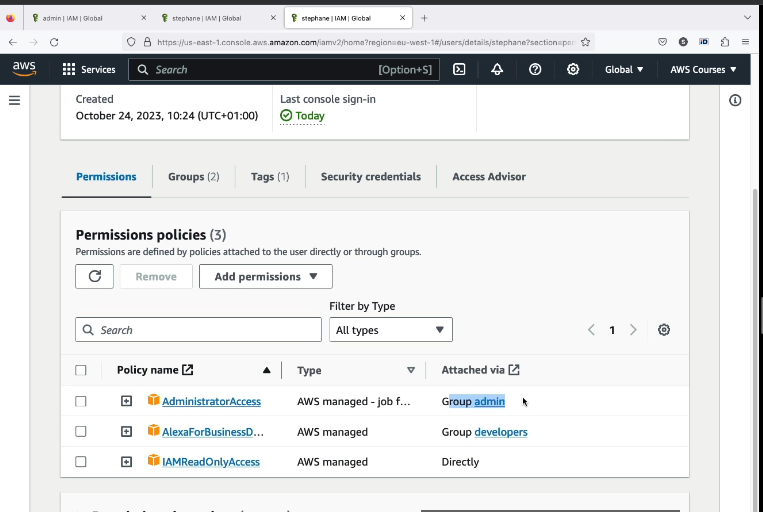 admin | IAM | Global
stephane | IAM | Global
stephane | IAM | Global
https://us-east-1.console.aws.amazon.com/iamv2/home?region=eu-west-1#/users/details/stephane?section=per
aws
Services
Search
[Option+S]
Global
AWS Courses
Created
October 24, 2023, 10:24 (UTC+01:00)
Last console sign-in
Today
Permissions
Groups (2)
Tags (1)
Security credentials
Access Advisor
Permissions policies (3)
Permissions are defined by policies attached to the user directly or through groups.
Remove
Add permissions
Filter by Type
Search
All types
1
Policy name
Type
Attached via
AdministratorAccess
AWS managed - job f...
Group admin
AlexaForBusinessD...
AWS managed
Group developers
IAMReadOnlyAccess
AWS managed
Directly